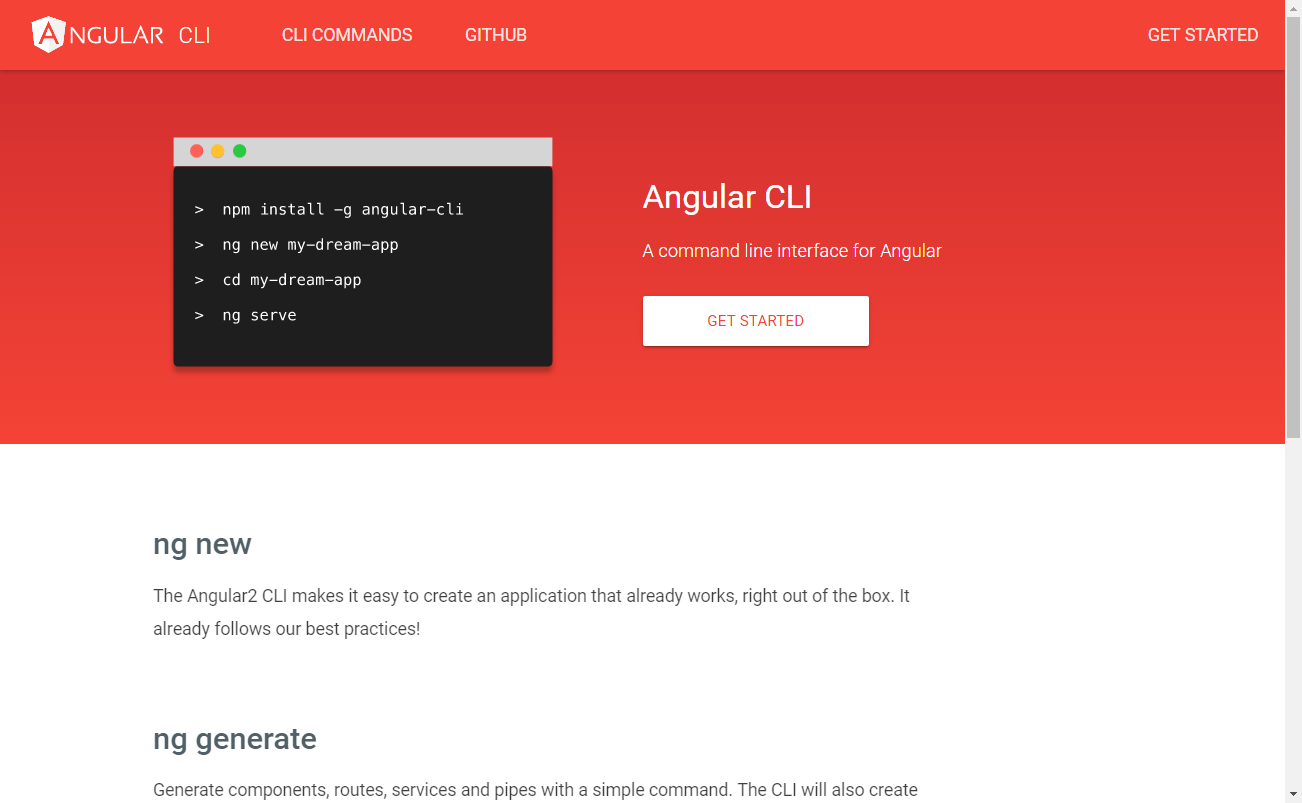 ANGULAR CLI CLI COMMANDS GITHUB GET STARTED
> npm install -g angular-cli
> ng new my-dream-app
> cd my-dream-app
> ng serve
Angular CLI
A command line interface for Angular
GET STARTED
ng new
The Angular2 CLI makes it easy to create an application that already works, right out of the box. It
already follows our best practices!
ng generate
Generate components, routes, services and pipes with a simple command. The CLI will also create